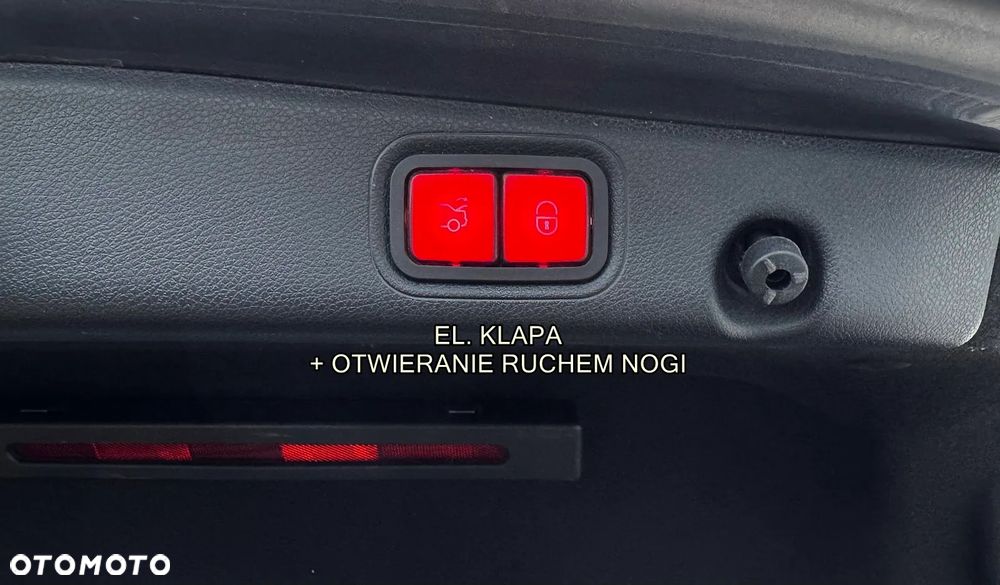 EL. KLAPA
+ OTWIERANIE RUCHEM NOGI
OTOMOTO